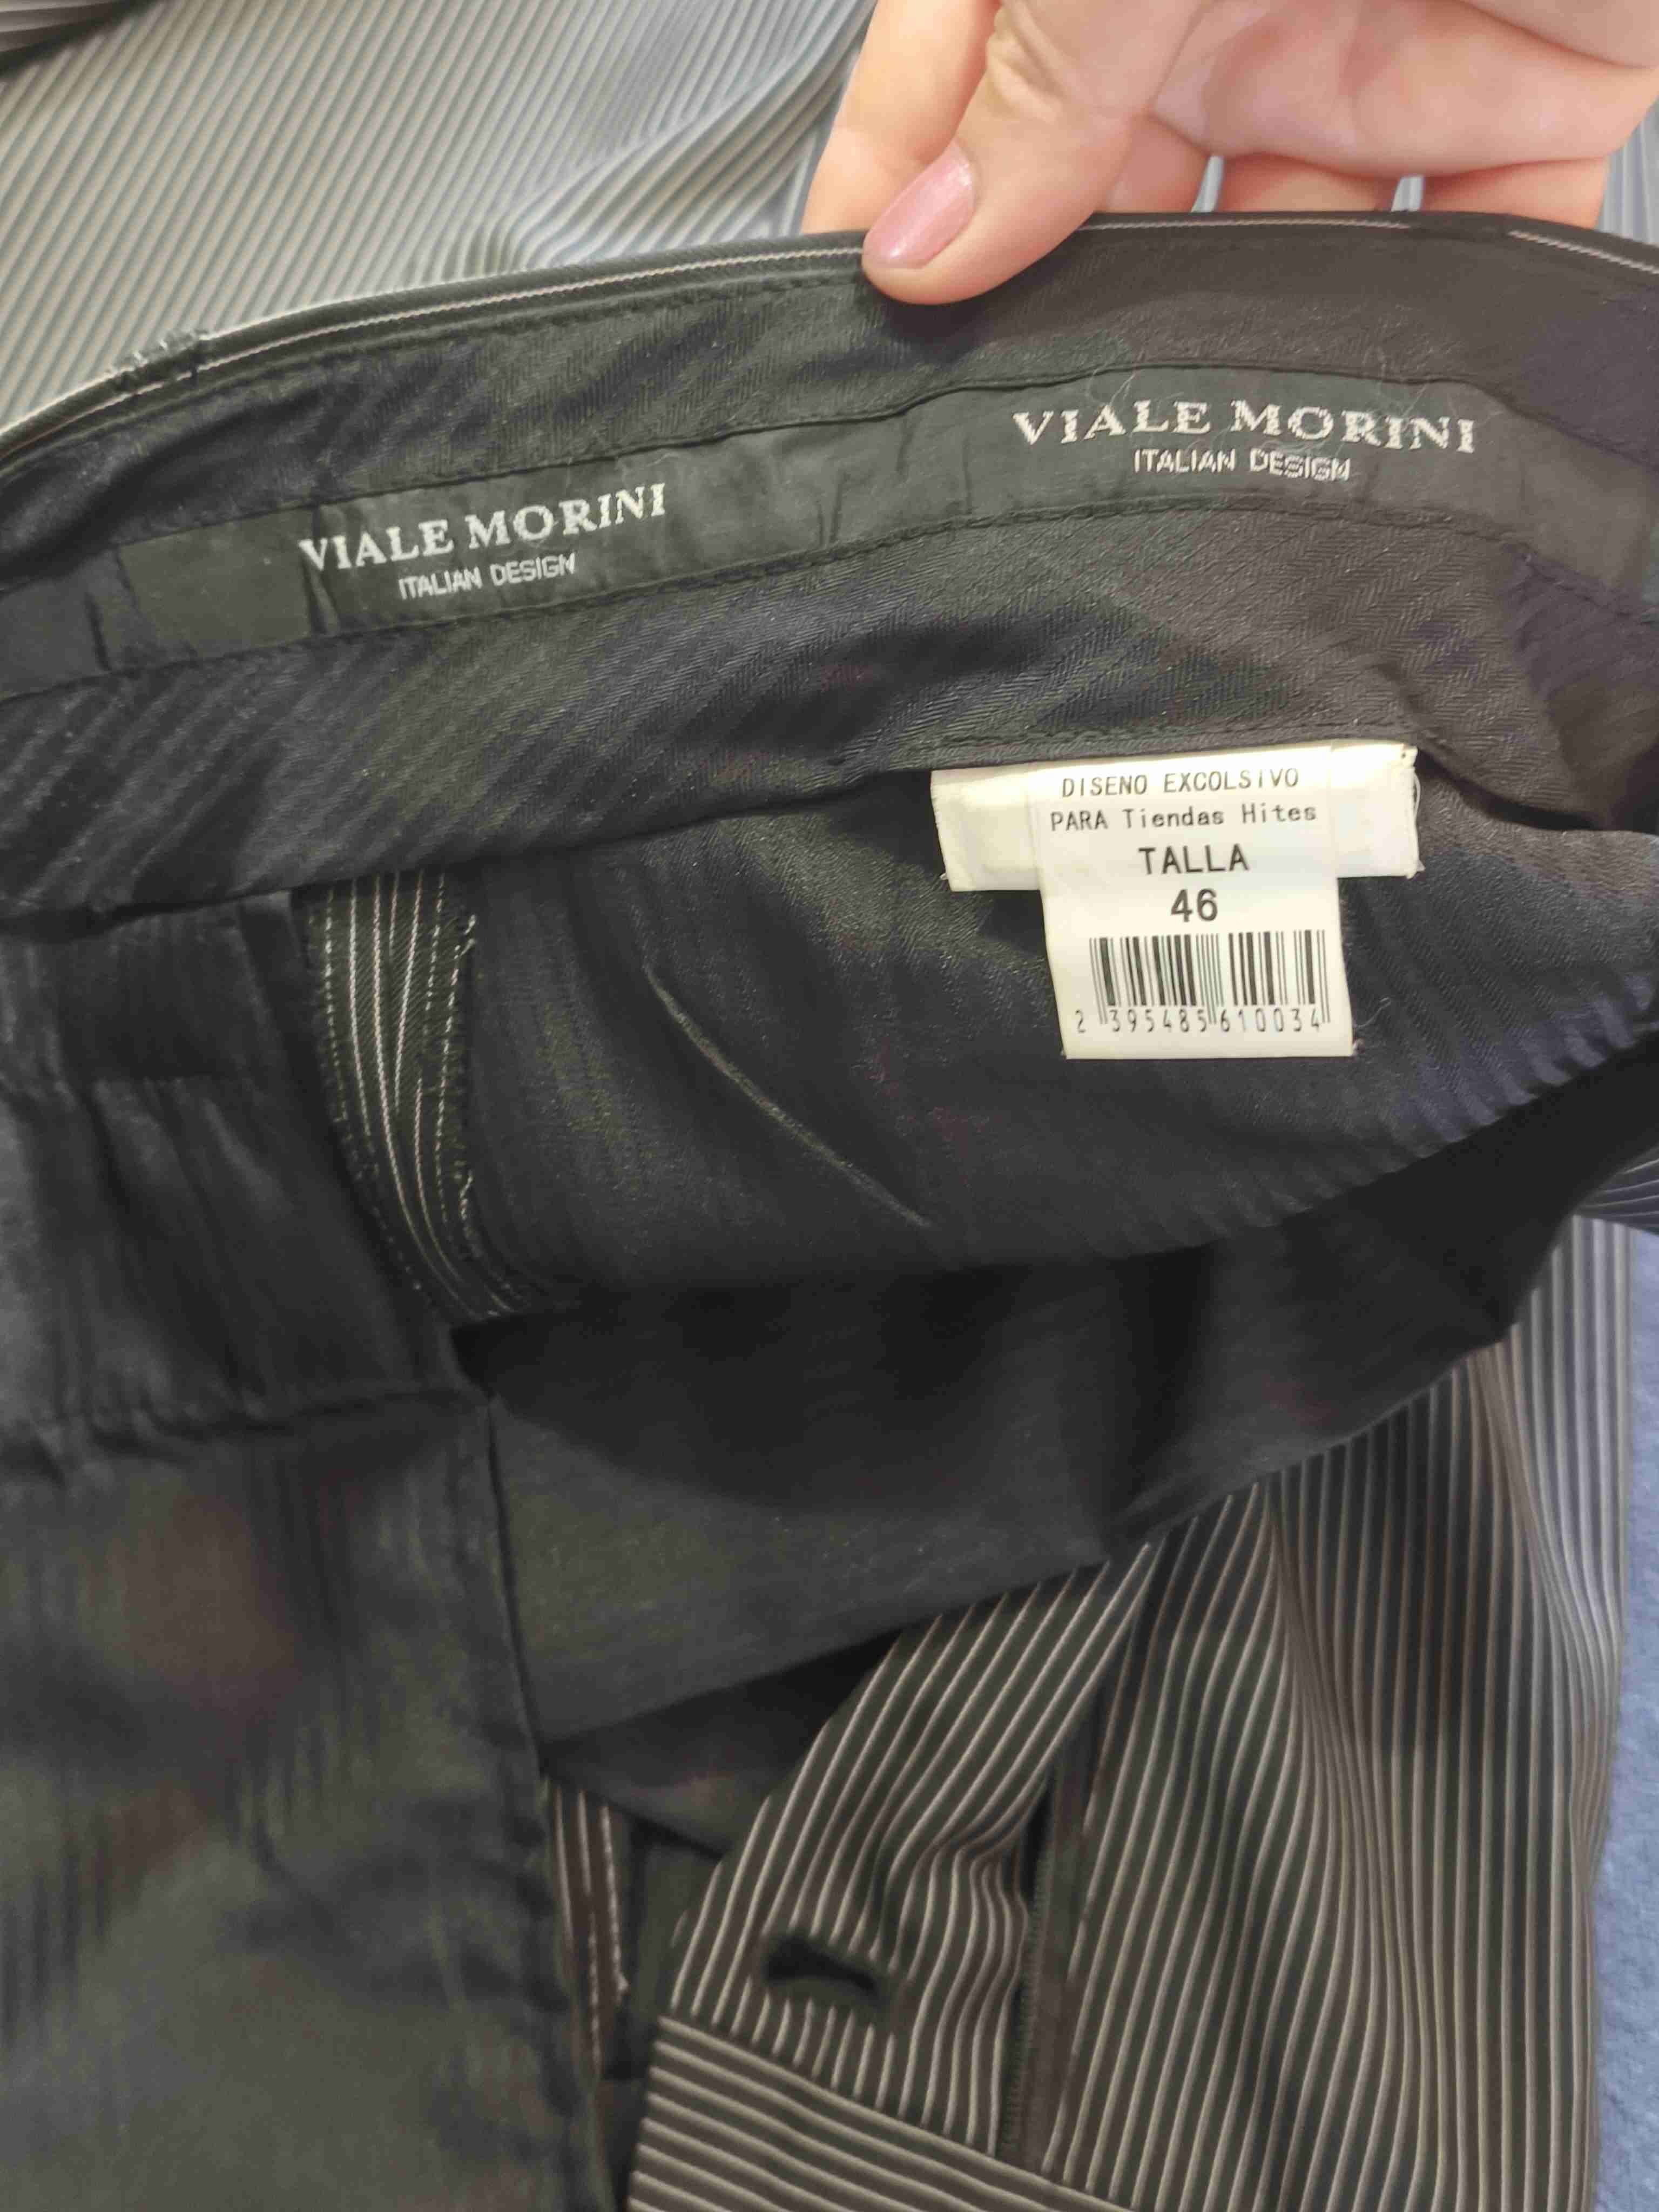 VIALE MORINI
ITALIAN DESIGN
VIALE MORINI
ITALIAN DESIGN
DISENO EXCOLSIVO
PARA Tiendas Hites
TALLA
46
2 395485 610034